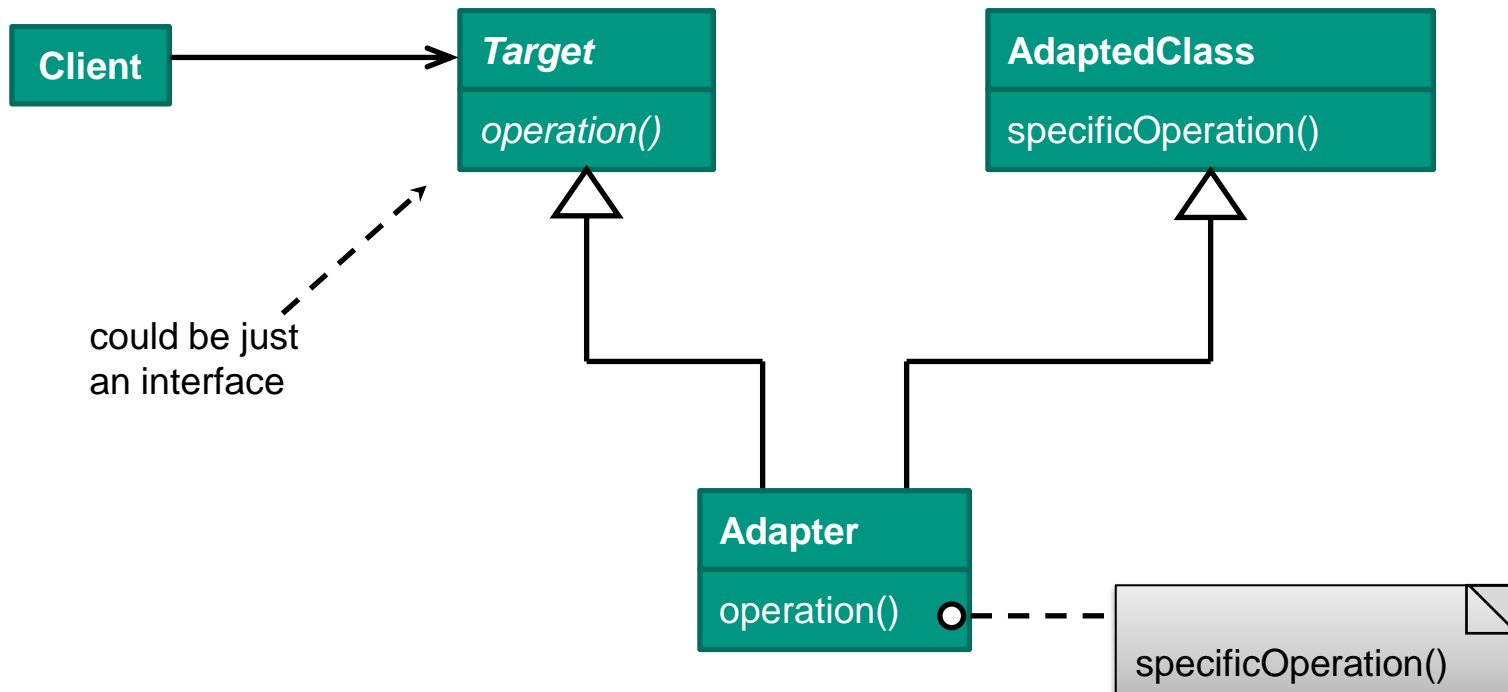 Client
Target
operation()
AdaptedClass
specificOperation()
could be just
an interface
Adapter
operation()
specificOperation()